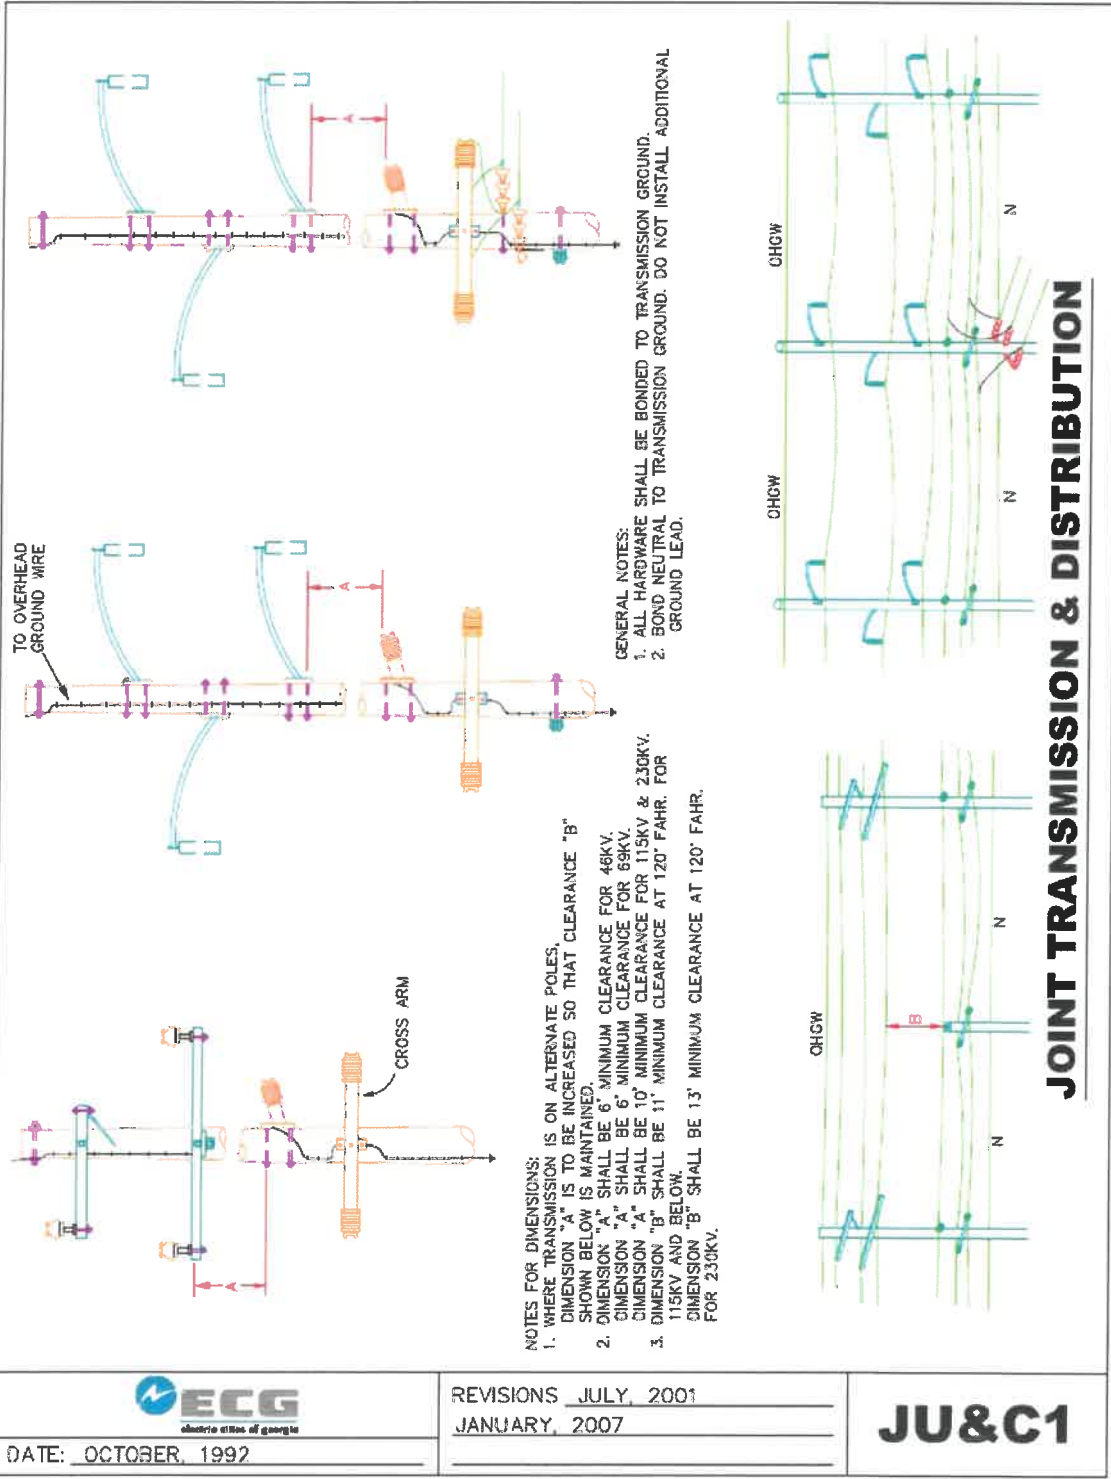 TO OVERHEAD
GROUND WIRE
A
A
A
CROSS ARM
NOTES FOR DIMENSIONS:
1. WHERE TRANSMISSION IS ON ALTERNATE POLES,
DIMENSION "A" IS TO BE INCREASED SO THAT CLEARANCE "B"
SHOWN BELOW IS MAINTAINED.
2. DIMENSION "A" SHALL BE 6' MINIMUM CLEARANCE FOR 46KV.
DIMENSION "A" SHALL BE 6' MINIMUM CLEARANCE FOR 69KV.
DIMENSION "A" SHALL BE 10' MINIMUM CLEARANCE FOR 115KV & 230KV.
3. DIMENSION "B" SHALL BE 11' MINIMUM CLEARANCE AT 120° FAHR. FOR
115KV AND BELOW.
DIMENSION "B" SHALL BE 13' MINIMUM CLEARANCE AT 120° FAHR.
FOR 230KV.
GENERAL NOTES:
1. ALL HARDWARE SHALL BE BONDED TO TRANSMISSION GROUND.
2. BOND NEUTRAL TO TRANSMISSION GROUND. DO NOT INSTALL ADDITIONAL
GROUND LEAD.
OHGW
B
N
N
OHGW
OHGW
N
N
JOINT TRANSMISSION & DISTRIBUTION
ECG
electric cities of georgia
DATE: OCTOBER, 1992
REVISIONS JULY, 2001
JANUARY, 2007
JU&C1